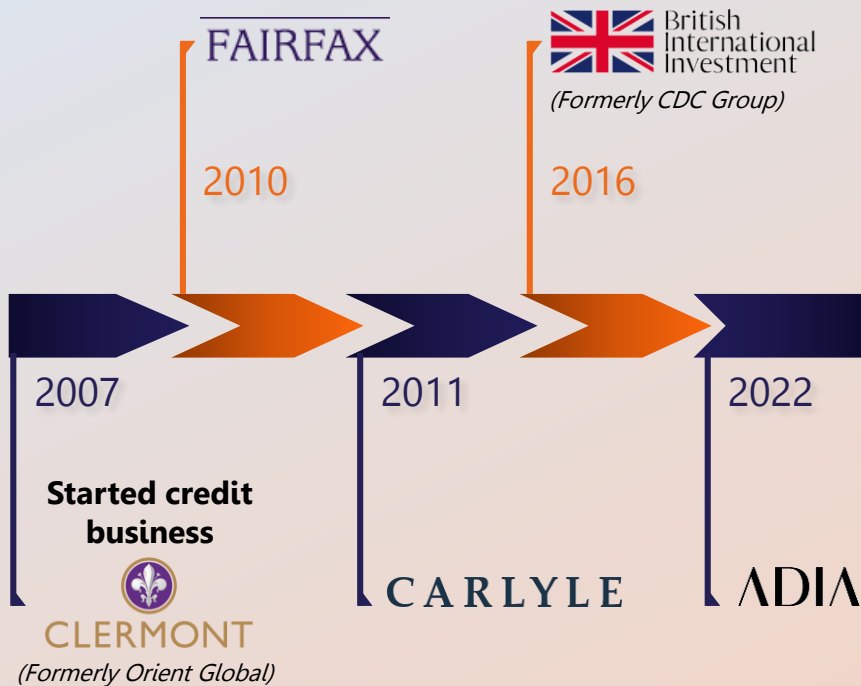 FAIRFAX
British
International
Investment
(Formerly CDC Group)
2010
2016
2007
2011
2022
Started credit
business
CLERMONT
(Formerly Orient Global)
CARLYLE
ADIA